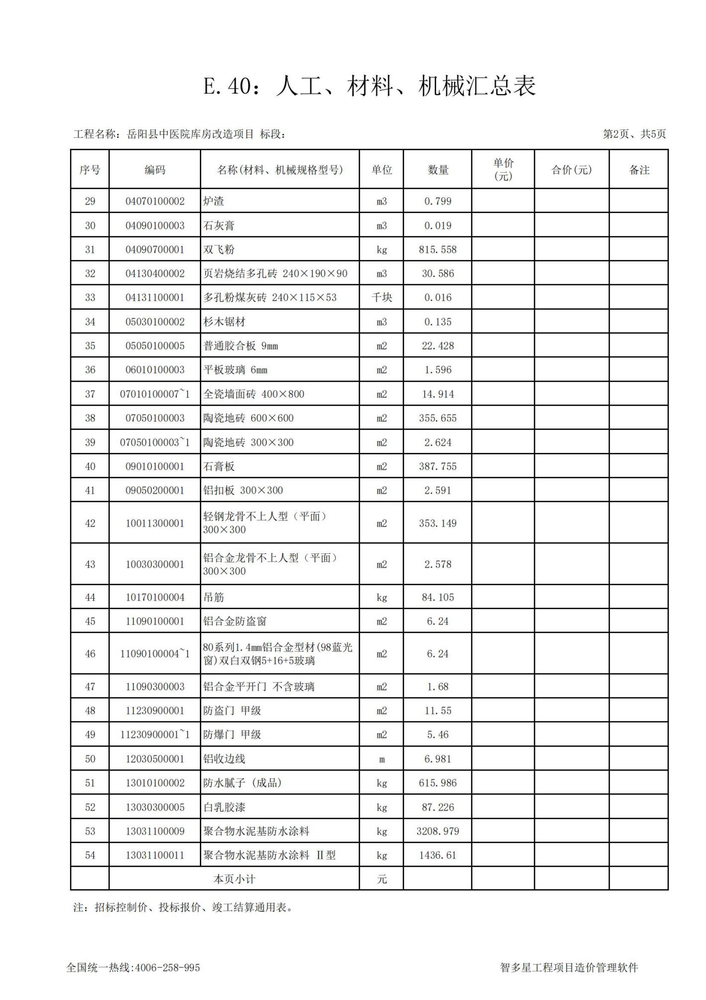 E.40：人工、材料、机械汇总表
工程名称：岳阳县中医院库房改造项目 标段： 第2页、共5页
序号 编码 名称(材料、机械规格型号) 单位 数量 单价(元) 合价(元) 备注
29 04070100002 炉渣 m3 0.799
30 04090100003 石灰膏 m3 0.019
31 04090700001 双飞粉 kg 815.558
32 04130400002 页岩烧结多孔砖 240×190×90 m3 30.586
33 04131100001 多孔粉煤灰砖 240×115×53 千块 0.016
34 05030100002 杉木锯材 m3 0.135
35 05050100005 普通胶合板 9mm m2 22.428
36 06010100003 平板玻璃 6mm m2 1.596
37 07010100007~1 全瓷墙面砖 400×800 m2 14.914
38 07050100003 陶瓷地砖 600×600 m2 355.655
39 07050100003~1 陶瓷地砖 300×300 m2 2.624
40 09010100001 石膏板 m2 387.755
41 09050200001 铝扣板 300×300 m2 2.591
42 10011300001 轻钢龙骨不上人型（平面）300×300 m2 353.149
43 10030300001 铝合金龙骨不上人型（平面）300×300 m2 2.578
44 10170100004 吊筋 kg 84.105
45 11090100001 铝合金防盗窗 m2 6.24
46 11090100004~1 80系列1.4mm铝合金型材(98蓝光窗)双白双钢5+16+5玻璃 m2 6.24
47 11090300003 铝合金平开门 不含玻璃 m2 1.68
48 11230900001 防盗门 甲级 m2 11.55
49 11230900001~1 防爆门 甲级 m2 5.46
50 12030500001 铝收边线 m 6.981
51 13010100002 防水腻子 (成品) kg 615.986
52 13030300005 白乳胶漆 kg 87.226
53 13031100009 聚合物水泥基防水涂料 kg 3208.979
54 13031100011 聚合物水泥基防水涂料 Ⅱ型 kg 1436.61
本页小计 元
注：招标控制价、投标报价、竣工结算通用表。
全国统一热线:4006-258-995 智多星工程项目造价管理软件